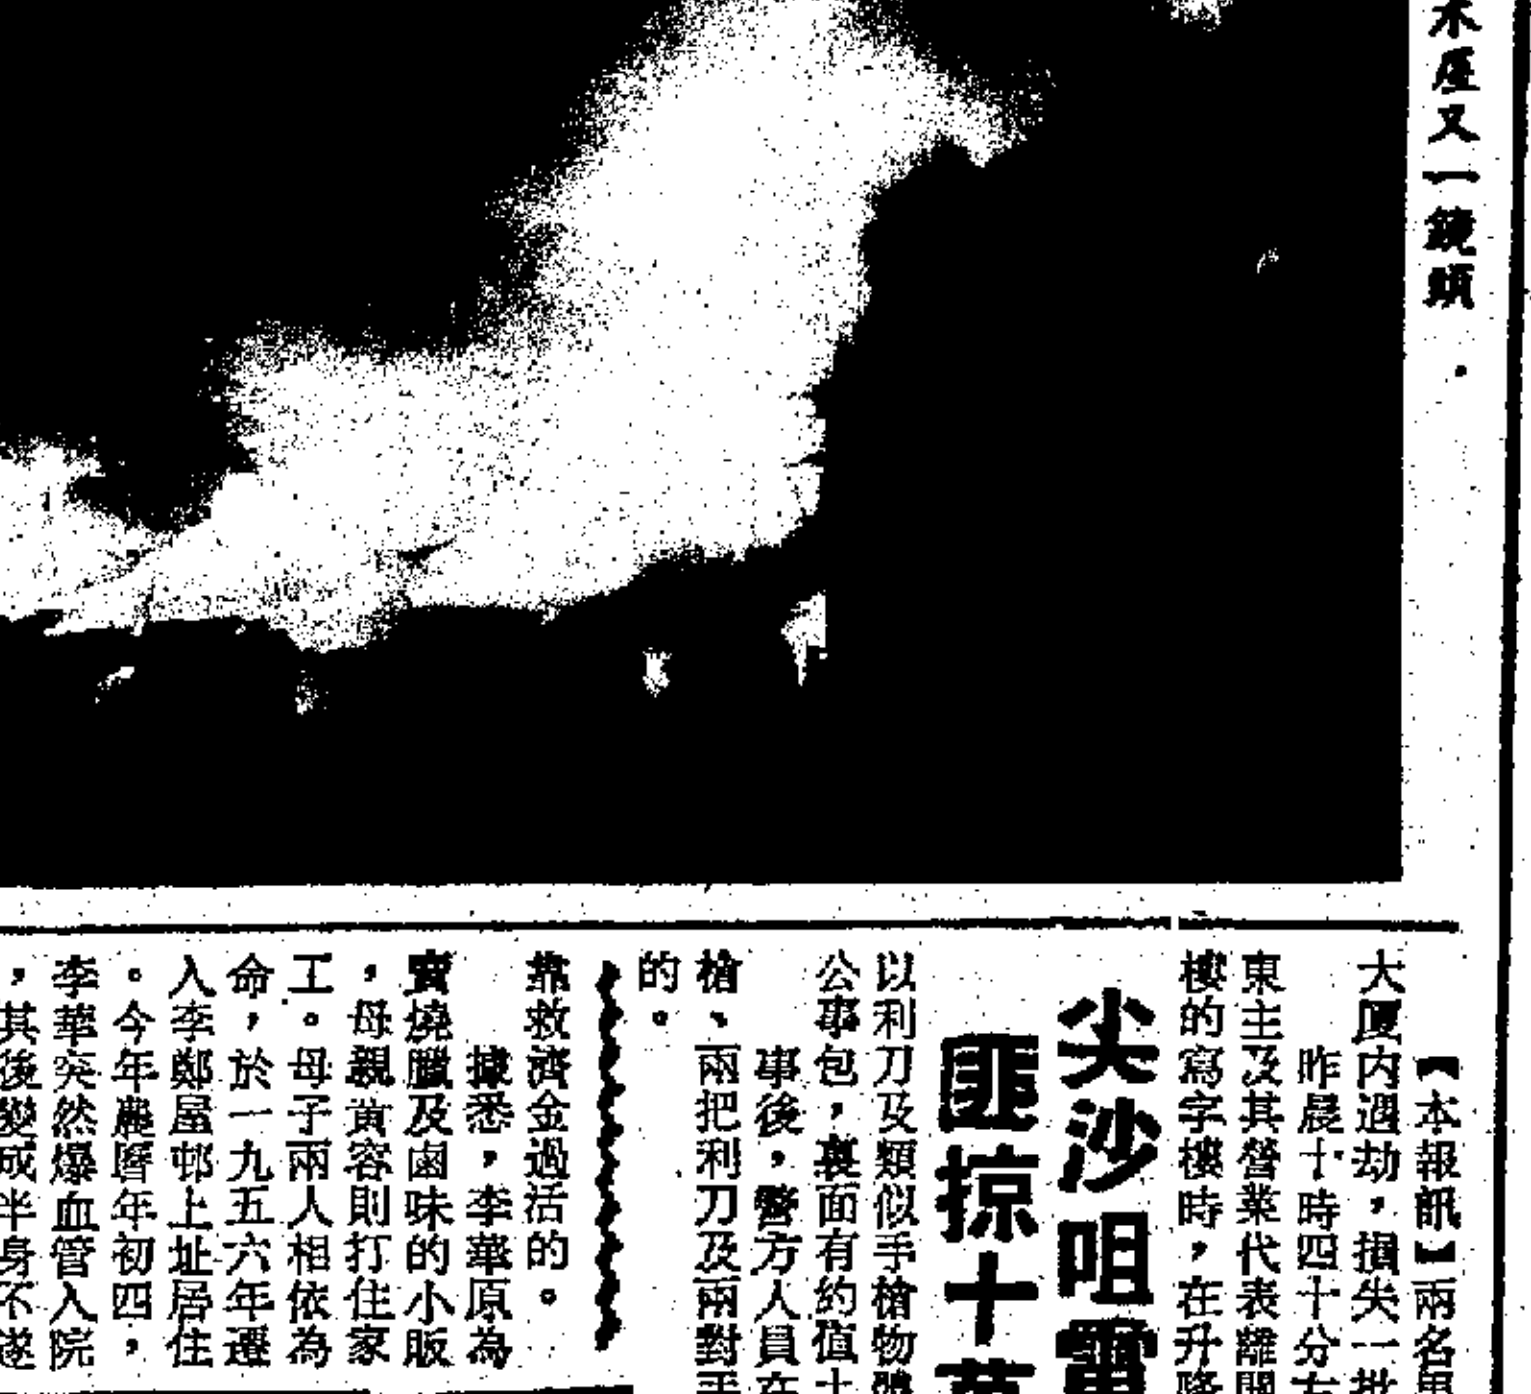 木屋又一鏡頭．
尖沙咀電
匪掠十萬
【本報訊】兩名男
大厦内遇劫，損失一批
昨晨十時四十分左
東主及其營業代表離開
樓的寫字樓時，在升降
以利刀及類似手槍物體
公事包，裏面有約值十
事後，警方人員在
槍、兩把利刀及兩對手
的。
靠救濟金過活的。
據悉，李華原為
賣燒臘及鹵味的小販
，母親黃容則打住家
工。母子兩人相依為
命，於一九五六年遷
入李鄭屋邨上址居住
。今年農曆年初四，
李華突然爆血管入院
，其後變成半身不遂